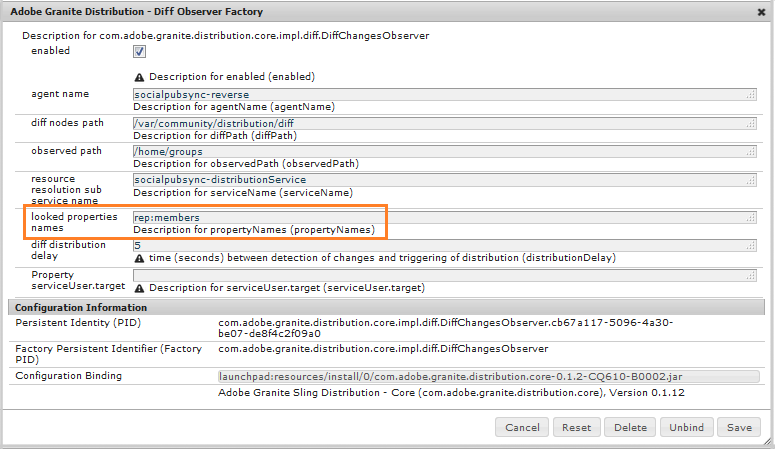 Adobe Granite Distribution - Diff Observer Factory
Description for com.adobe.granite.distribution.core.impl.diff.DiffChangesObserver
enabled
Description for enabled (enabled)
agent name
socialpubsync-reverse
Description for agentName (agentName)
diff nodes path
/var/community/distribution/diff
Description for diffPath (diffPath)
observed path
/home/groups
Description for observedPath (observedPath)
resource
resolution sub
service name
socialpubsync-distributionService
Description for serviceName (serviceName)
looked properties
names
rep:members
Description for propertyNames (propertyNames)
diff distribution
delay
5
time (seconds) between detection of changes and triggering of distribution (distributionDelay)
Property
serviceUser.target
Description for serviceUser.target (serviceUser.target)
Configuration Information
Persistent Identity (PID)
com.adobe.granite.distribution.core.impl.diff.DiffChangesObserver.cb67a117-5096-4a30-
be07-de8f4c2f09a0
Factory Persistent Identifier (Factory
PID)
com.adobe.granite.distribution.core.impl.diff.DiffChangesObserver
Configuration Binding
launchpad:resources/install/0/com.adobe.granite.distribution.core-0.1.2-CQ610-B0002.jar
Adobe Granite Sling Distribution - Core (com.adobe.granite.distribution.core), Version 0.1.12
Cancel Reset Delete Unbind Save